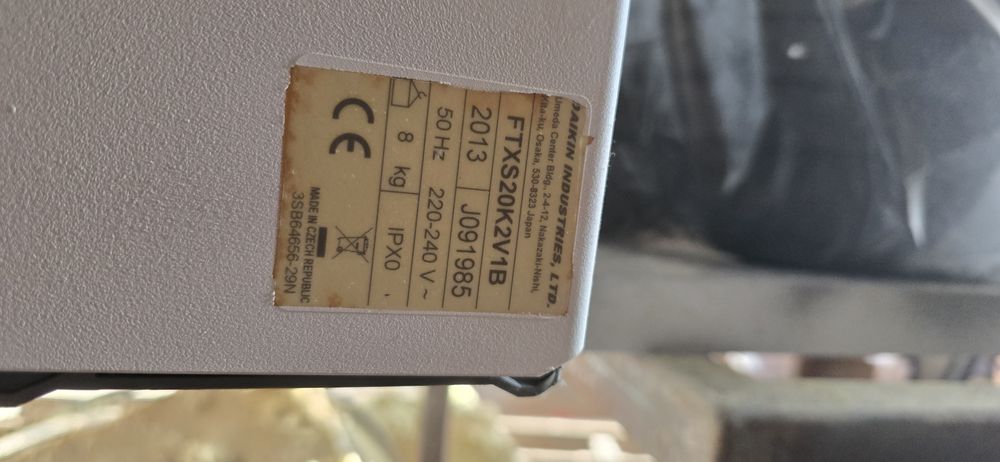 DAIKIN INDUSTRIES, LTD.
Umeda Center Bldg., 2-4-12, Nakazaki-Nishi,
Kita-ku, Osaka, 530-8323 Japan
FTXS20K2V1B
2013 J091985
50 Hz 220-240 V ~
8 kg IPX0
CE
MADE IN CZECH REPUBLIC
3SB64656-29N